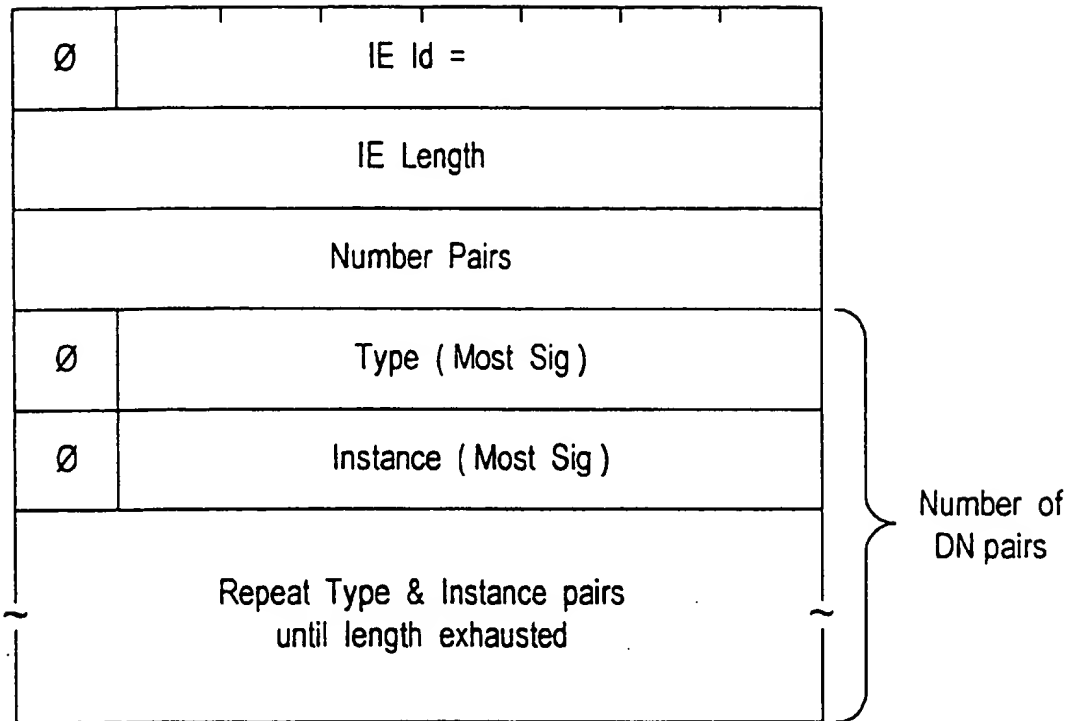 Ø IE Id =
IE Length
Number Pairs
Ø Type ( Most Sig )
Ø Instance ( Most Sig )
Repeat Type & Instance pairs
until length exhausted
Number of
DN pairs